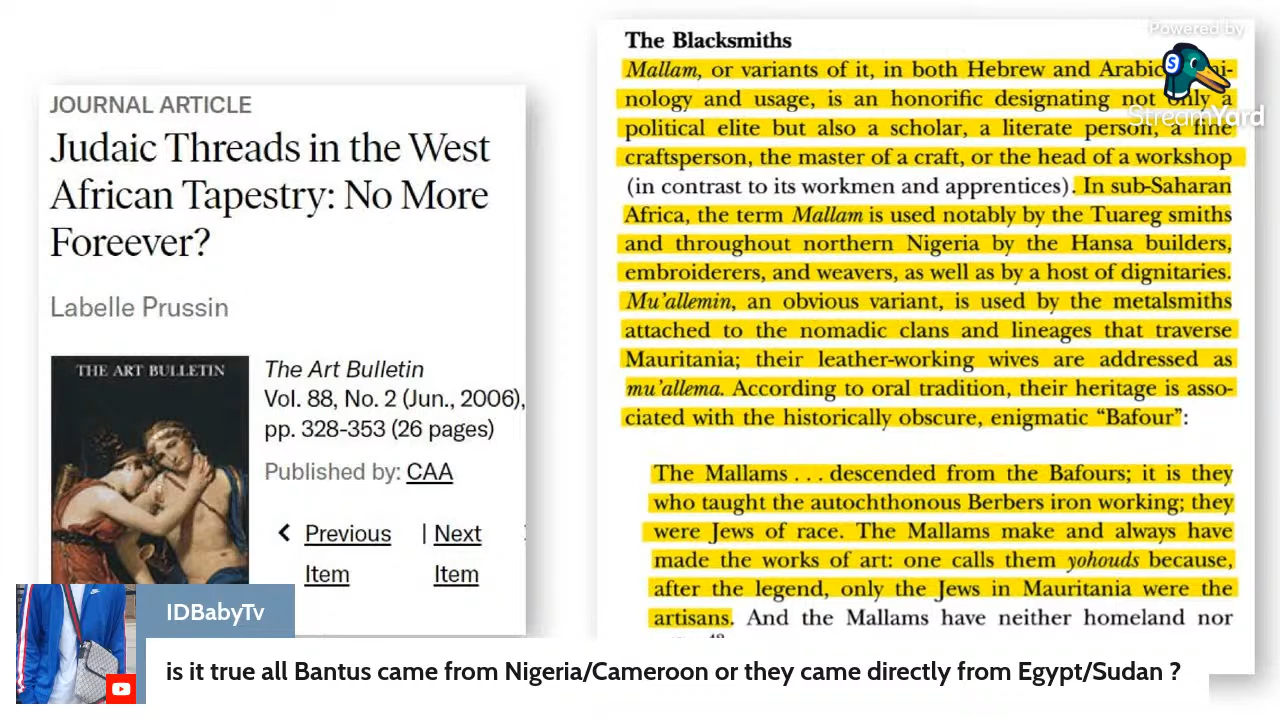 JOURNAL ARTICLE
Judaic Threads in the West
African Tapestry: No More
Foreever?
Labelle Prussin
THE ART BULLETIN
The Art Bulletin
Vol. 88, No. 2 (Jun., 2006),
pp. 328-353 (26 pages)
Published by: CAA
Previous
Item
| Next
Item
The Blacksmiths
Mallam, or variants of it, in both Hebrew and Arabic
nology and usage, is an honorific designating not only a
political elite but also a scholar, a literate person, a fine
craftsperson, the master of a craft, or the head of a workshop
(in contrast to its workmen and apprentices). In sub-Saharan
Africa, the term Mallam is used notably by the Tuareg smiths
and throughout northern Nigeria by the Hansa builders,
embroiderers, and weavers, as well as by a host of dignitaries.
Mu'allemin, an obvious variant, is used by the metalsmiths
attached to the nomadic clans and lineages that traverse
Mauritania; their leather-working wives are addressed as
mu'allema. According to oral tradition, their heritage is asso-
ciated with the historically obscure, enigmatic "Bafour":
The Mallams . . . descended from the Bafours; it is they
who taught the autochthonous Berbers iron working; they
were Jews of race. The Mallams make and always have
made the works of art: one calls them yohouds because,
after the legend, only the Jews in Mauritania were the
artisans. And the Mallams have neither homeland nor
Powered by
S
StreamYard
IDBabyTv
is it true all Bantus came from Nigeria/Cameroon or they came directly from Egypt/Sudan ?